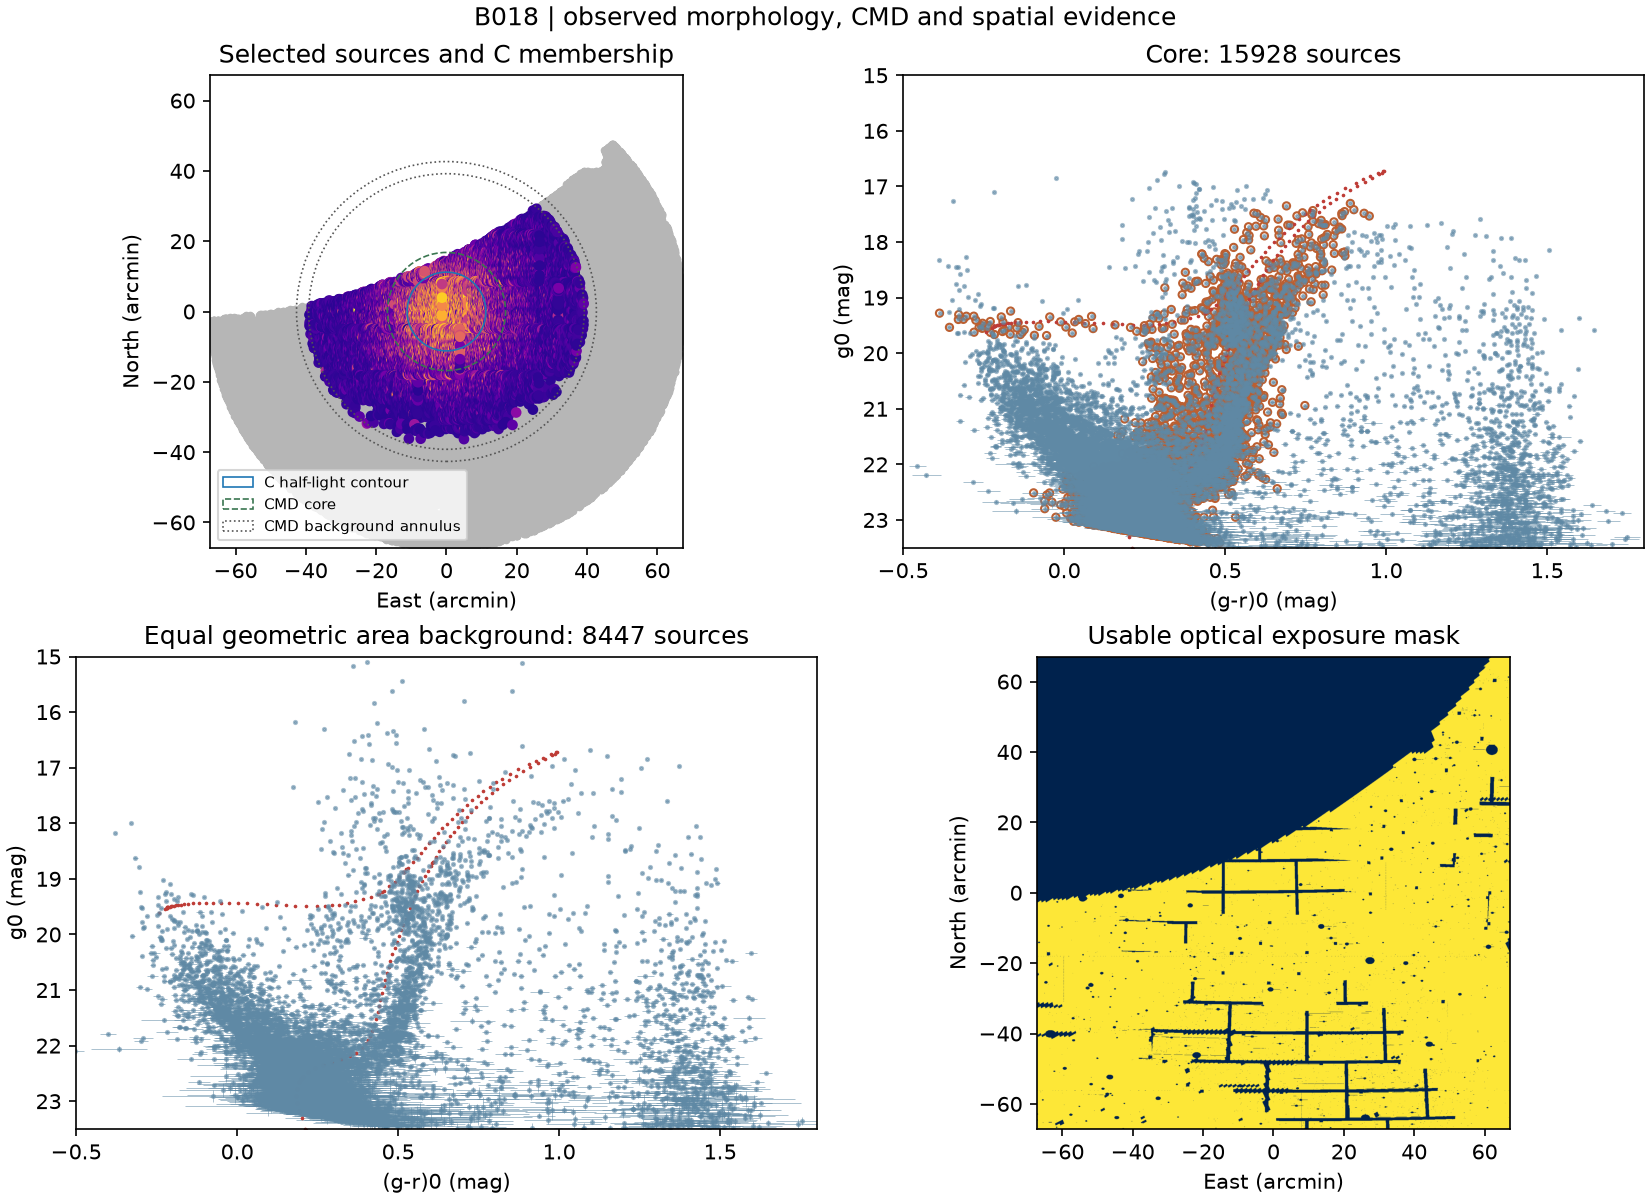 B018 | observed morphology, CMD and spatial evidence
Selected sources and C membership
60
40
20
0
−20
−40
−60
North (arcmin)
C half-light contour
CMD core
CMD background annulus
−60 −40 −20 0 20 40 60
East (arcmin)
Core: 15928 sources
15
16
17
18
19
20
21
22
23
g0 (mag)
−0.5 0.0 0.5 1.0 1.5
(g-r)0 (mag)
Equal geometric area background: 8447 sources
15
16
17
18
19
20
21
22
23
g0 (mag)
−0.5 0.0 0.5 1.0 1.5
(g-r)0 (mag)
Usable optical exposure mask
60
40
20
0
−20
−40
−60
North (arcmin)
−60 −40 −20 0 20 40 60
East (arcmin)